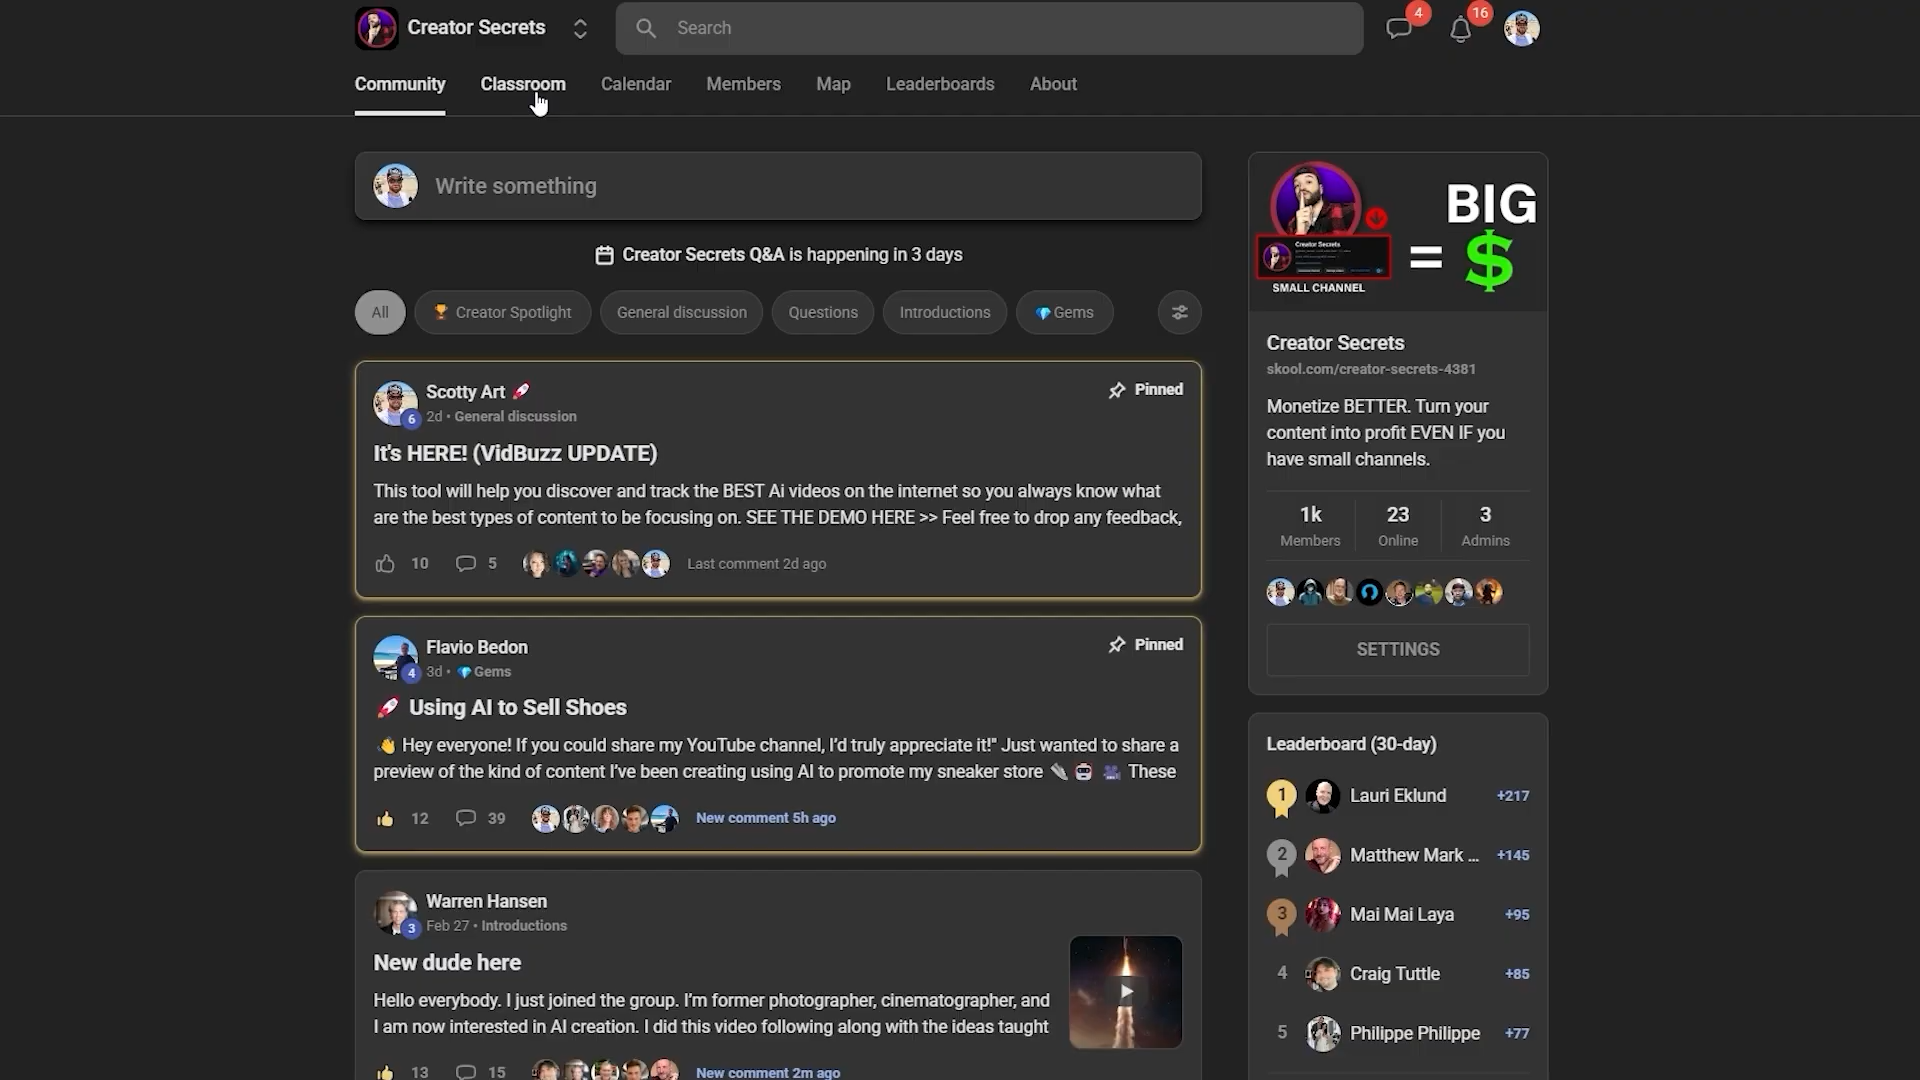 Creator Secrets
Search
4
16
Community
Classroom
Calendar
Members
Map
Leaderboards
About
Write something
Creator Secrets Q&A is happening in 3 days
All
Creator Spotlight
General discussion
Questions
Introductions
Gems
Scotty Art
6
2d • General discussion
Pinned
It's HERE! (VidBuzz UPDATE)
This tool will help you discover and track the BEST Ai videos on the internet so you always know what
are the best types of content to be focusing on. SEE THE DEMO HERE >> Feel free to drop any feedback,
10
5
Last comment 2d ago
Flavio Bedon
4
3d • Gems
Pinned
Using AI to Sell Shoes
Hey everyone! If you could share my YouTube channel, I'd truly appreciate it!" Just wanted to share a
preview of the kind of content I've been creating using AI to promote my sneaker store These
12
39
New comment 5h ago
Warren Hansen
3
Feb 27 • Introductions
New dude here
Hello everybody. I just joined the group. I'm former photographer, cinematographer, and
I am now interested in AI creation. I did this video following along with the ideas taught
13
15
New comment 2m ago
BIG
$
=
Creator Secrets
SMALL CHANNEL
Creator Secrets
skool.com/creator-secrets-4381
Monetize BETTER. Turn your
content into profit EVEN IF you
have small channels.
1k
Members
23
Online
3
Admins
SETTINGS
Leaderboard (30-day)
1
Lauri Eklund
+217
2
Matthew Mark ...
+145
3
Mai Mai Laya
+95
4
Craig Tuttle
+85
5
Philippe Philippe
+77